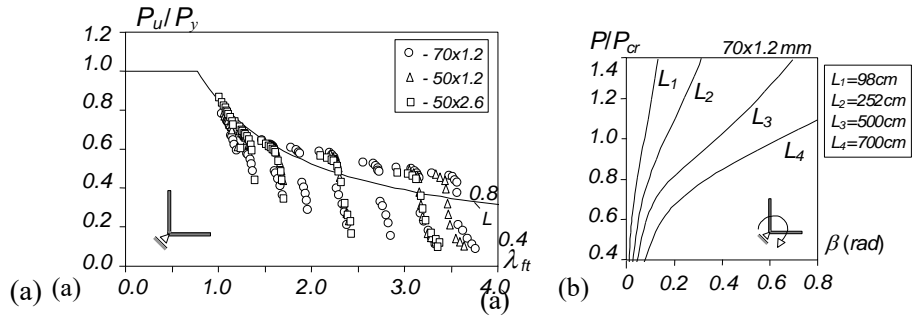 P_u/P_y
1.2
1.0
0.8
0.6
0.4
0.2
0.0
0.0 1.0 2.0 3.0 4.0
- 70x1.2
- 50x1.2
- 50x2.6
0.8
L
0.4
λ_ft
(a) (a)
(a)
P/P_cr
70x1.2 mm
1.4
1.2
1.0
0.8
0.6
0.4
0 0.2 0.4 0.6 0.8
L_1
L_2
L_3
L_4
L_1=98cm
L_2=252cm
L_3=500cm
L_4=700cm
β (rad)
(b)